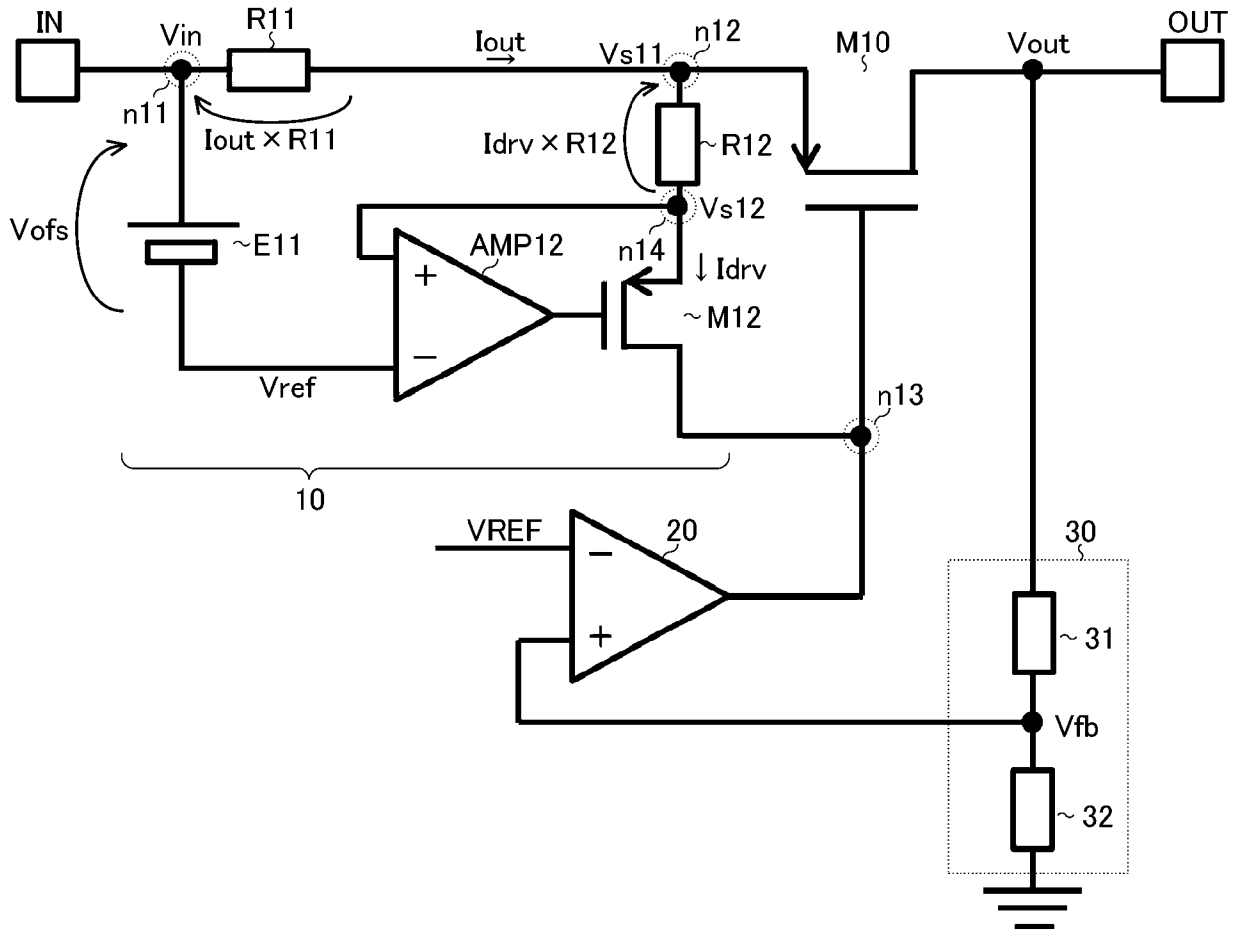 IN
Vin
R11
Iout
→
Vs11
n12
M10
Vout
OUT
n11
Iout×R11
Idrv×R12
~R12
Vofs
~E11
Vs12
n14
AMP12
↓Idrv
+
~M12
−
Vref
n13
10
VREF
−
20
30
+
~31
Vfb
~32